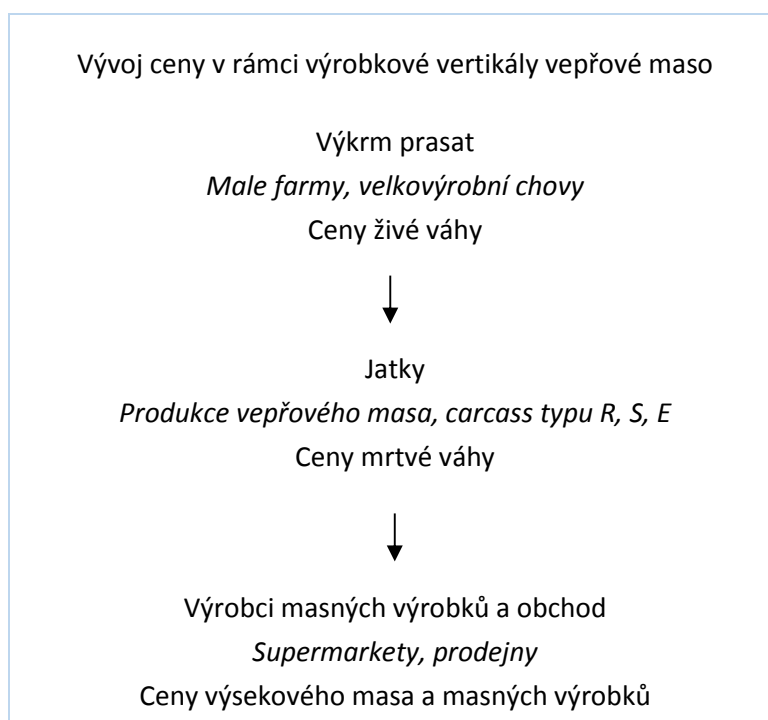 Vývoj ceny v rámci výrobkové vertikály vepřové maso
Výkrm prasat
Male farmy, velkovýrobní chovy
Ceny živé váhy
Jatky
Produkce vepřového masa, carcass typu R, S, E
Ceny mrtvé váhy
Výrobci masných výrobků a obchod
Supermarkety, prodejny
Ceny výsekového masa a masných výrobků